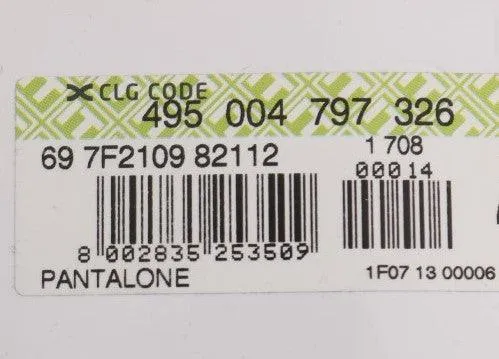 CLG CODE
495 004 797 326
69 7F2109 82112
1 708
00014
8 002835 253509
PANTALONE
1F07 13 00006